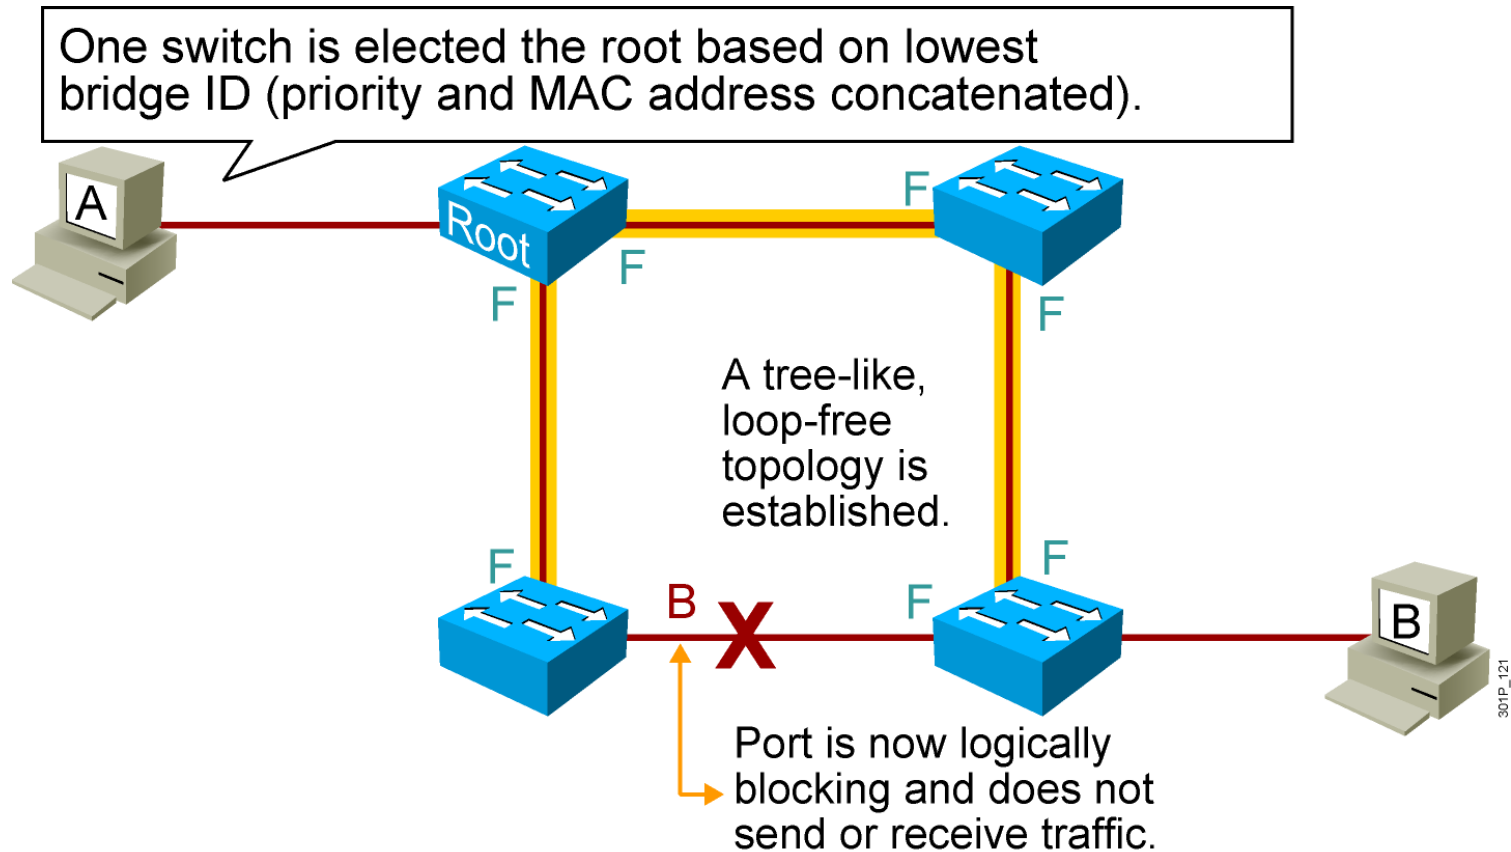 One switch is elected the root based on lowest
bridge ID (priority and MAC address concatenated).
A
Root
F
F
F
F
A tree-like,
loop-free
topology is
established.
F
B
F
F
B
Port is now logically
blocking and does not
send or receive traffic.
301P_121